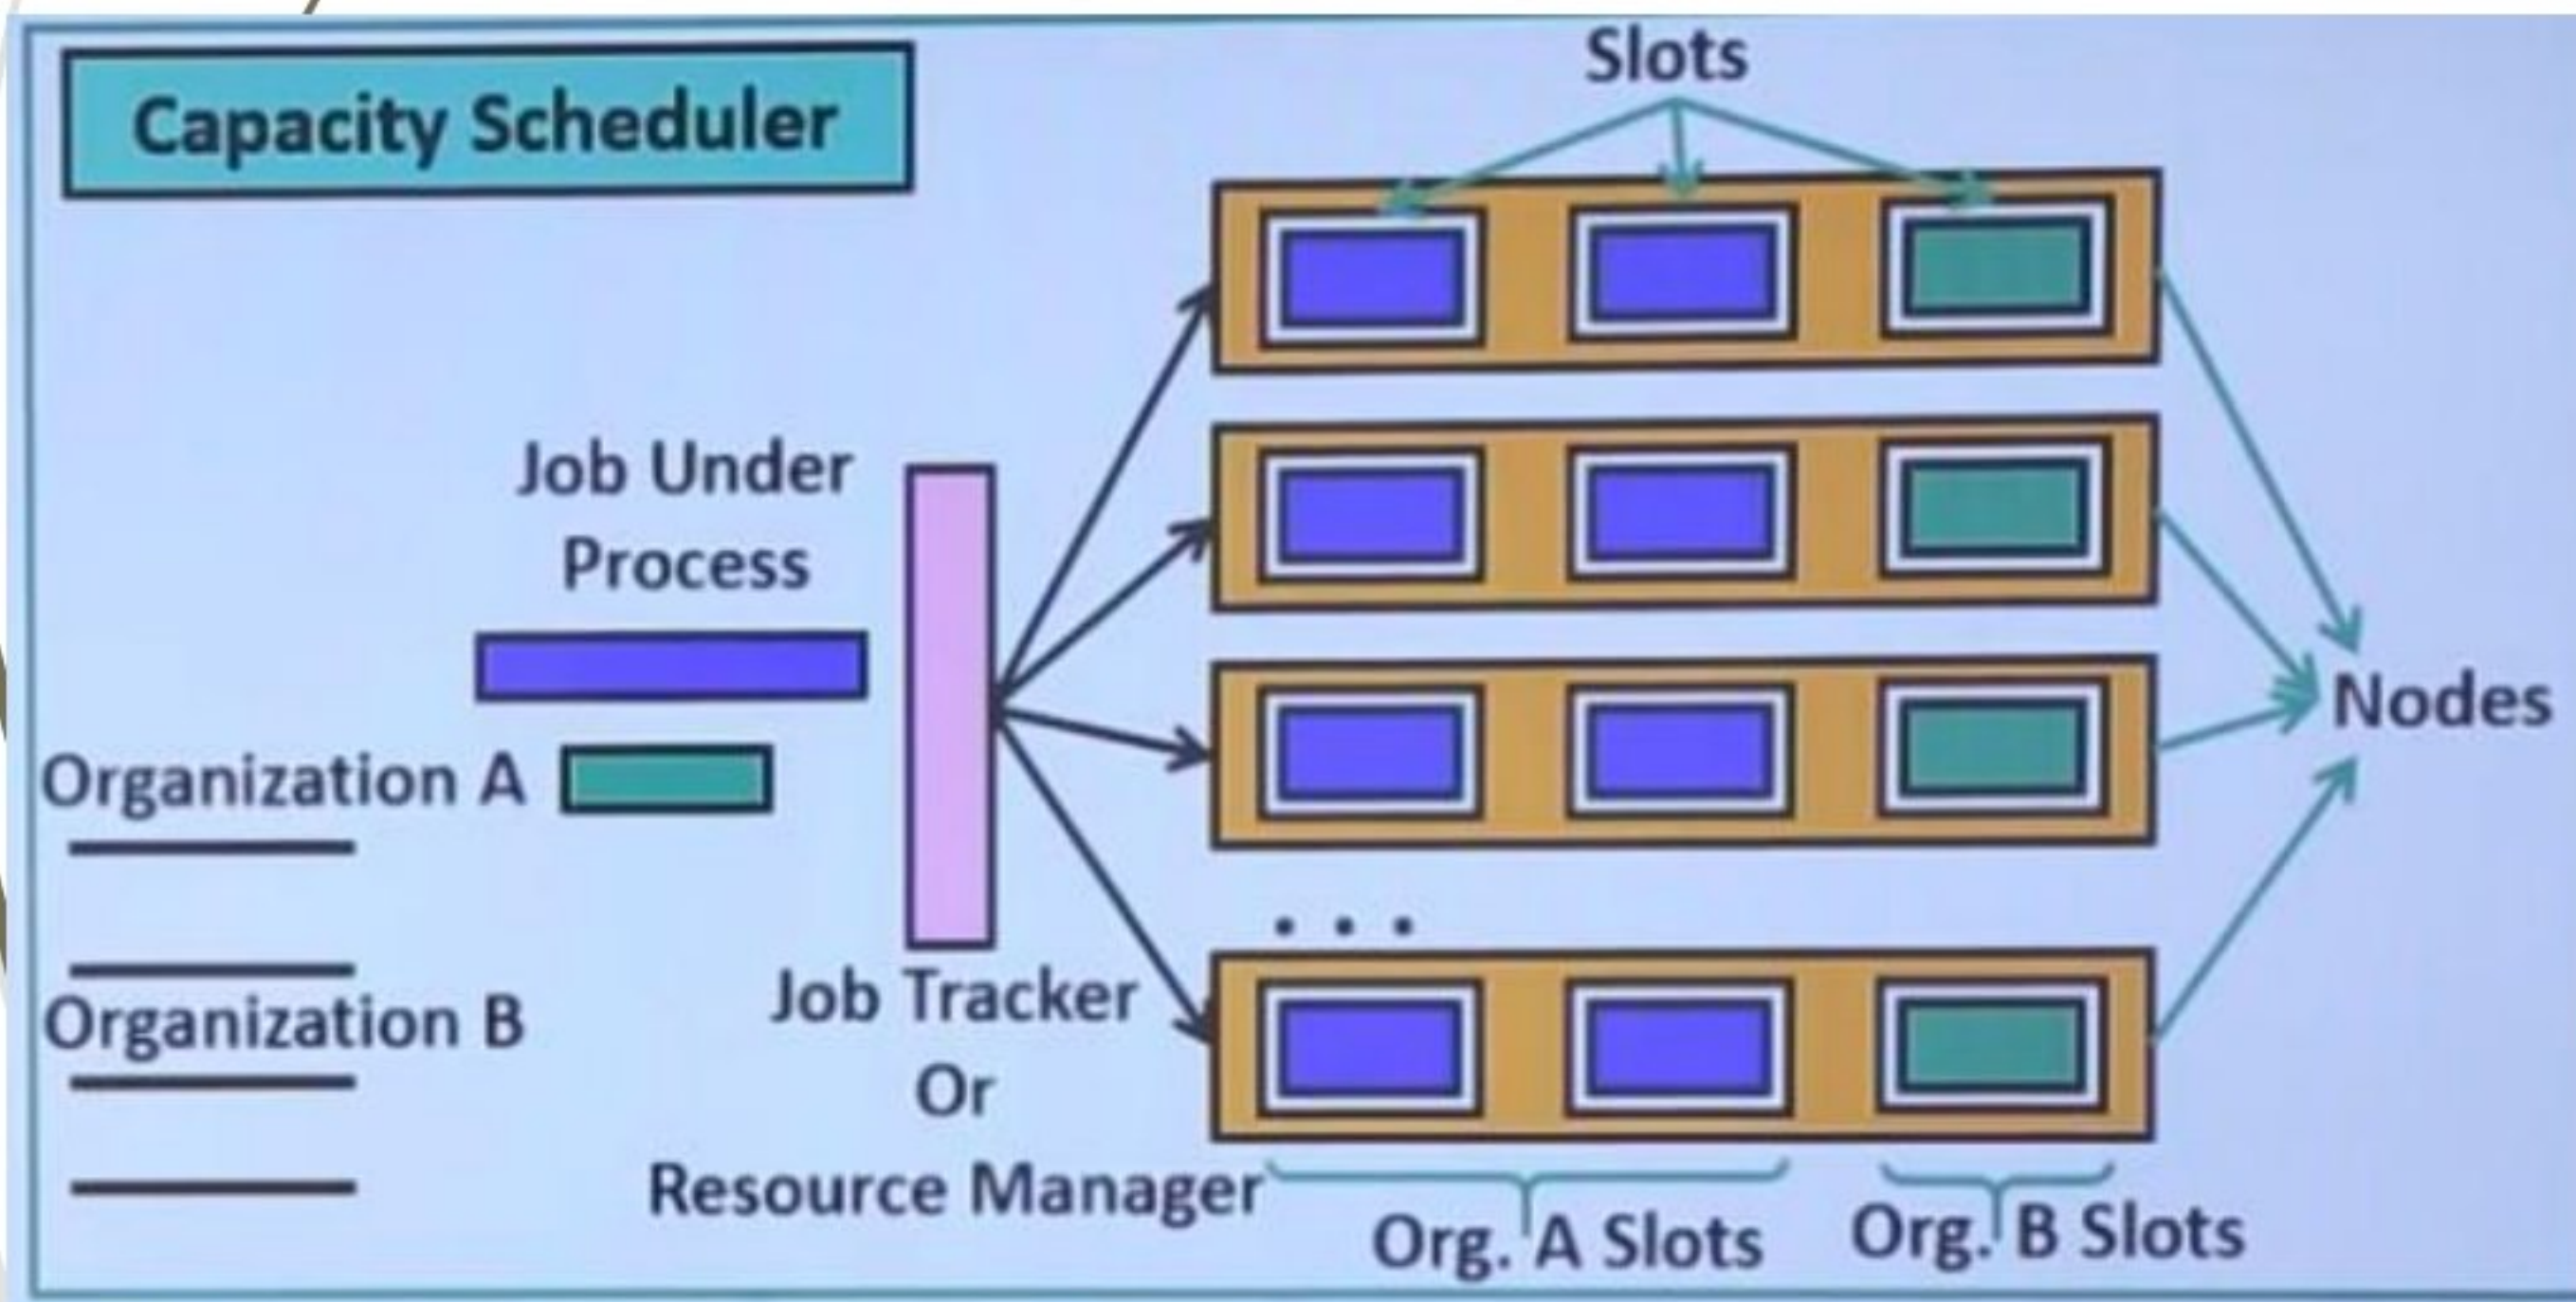 Capacity Scheduler
Slots
Job Under
Process
Organization A
Organization B
Job Tracker
Or
Resource Manager
Nodes
Org. A Slots
Org. B Slots